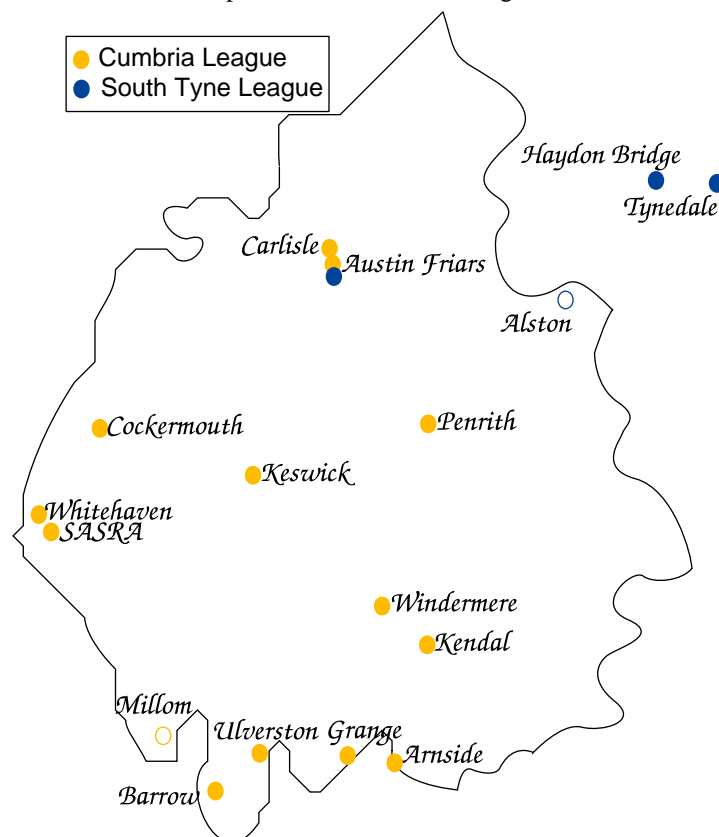 Cumbria League
South Tyne League
Haydon Bridge
Tynedale
Carlisle
Austin Friars
Alston
Cockermouth
Penrith
Keswick
Whitehaven
SASRA
Windermere
Kendal
Millom
Ulverston Grange
Arnside
Barrow